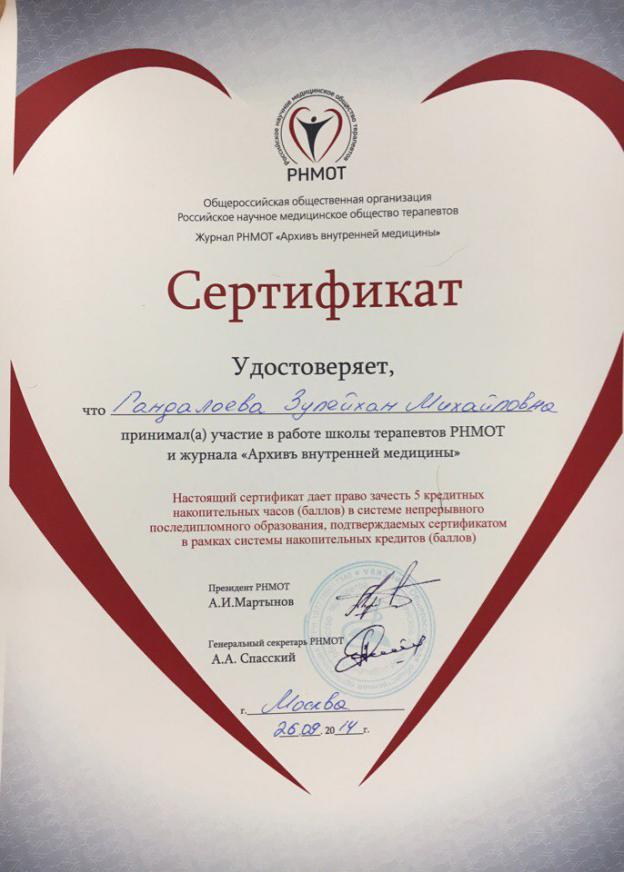 Российское научное медицинское общество терапевтов
РНМОТ
Общероссийская общественная организация
Российское научное медицинское общество терапевтов
Журнал РНМОТ «Архивъ внутренней медицины»
Сертификат
Удостоверяет,
что Гандалоева Зулейхан Михайловна
принимал(а) участие в работе школы терапевтов РНМОТ
и журнала «Архивъ внутренней медицины»
Настоящий сертификат дает право зачесть 5 кредитных
накопительных часов (баллов) в системе непрерывного
последипломного образования, подтверждаемых сертификатом
в рамках системы накопительных кредитов (баллов)
Президент РНМОТ
А.И.Мартынов
Генеральный секретарь РНМОТ
А.А. Спасский
г. Москва
26.09.2014 г.